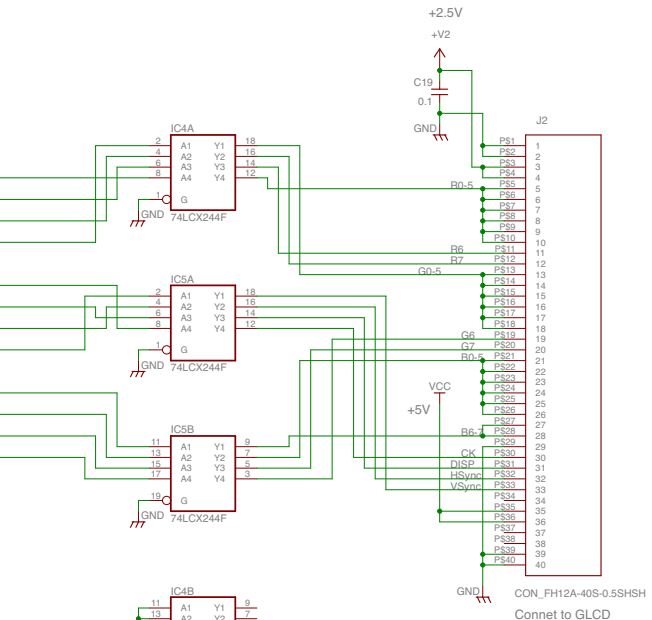 +2.5V
+V2
C19
0.1
GND
J2
IC4A
2 A1 Y1 18
4 A2 Y2 16
6 A3 Y3 14
8 A4 Y4 12
1 G
GND
74LCX244F
IC5A
2 A1 Y1 18
4 A2 Y2 16
6 A3 Y3 14
8 A4 Y4 12
1 G
GND
74LCX244F
IC5B
11 A1 Y1 9
13 A2 Y2 7
15 A3 Y3 5
17 A4 Y4 3
19 G
GND
74LCX244F
IC4B
11 A1 Y1 9
13 A2 Y2 7
VCC
+5V
P$1 1
P$2 2
P$3 3
P$4 4
R0-5 P$5 5
P$6 6
P$7 7
P$8 8
P$9 9
P$10 10
R6 P$11 11
R7 P$12 12
G0-5 P$13 13
P$14 14
P$15 15
P$16 16
P$17 17
P$18 18
G6 P$19 19
G7 P$20 20
B0-5 P$21 21
P$22 22
P$23 23
P$24 24
P$25 25
P$26 26
P$27 27
B6-7 P$28 28
P$29 29
CK P$30 30
DISP P$31 31
HSync P$32 32
VSync P$33 33
P$34 34
P$35 35
P$36 36
P$37 37
P$38 38
P$39 39
P$40 40
GND
CON_FH12A-40S-0.5SHSH
Connet to GLCD